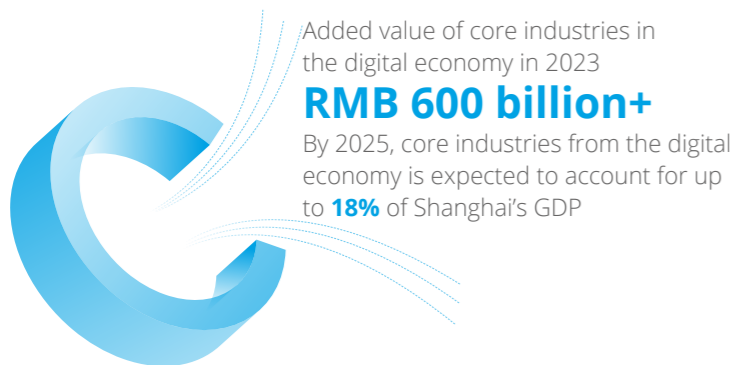 Added value of core industries in
the digital economy in 2023
RMB 600 billion+
By 2025, core industries from the digital
economy is expected to account for up
to 18% of Shanghai’s GDP